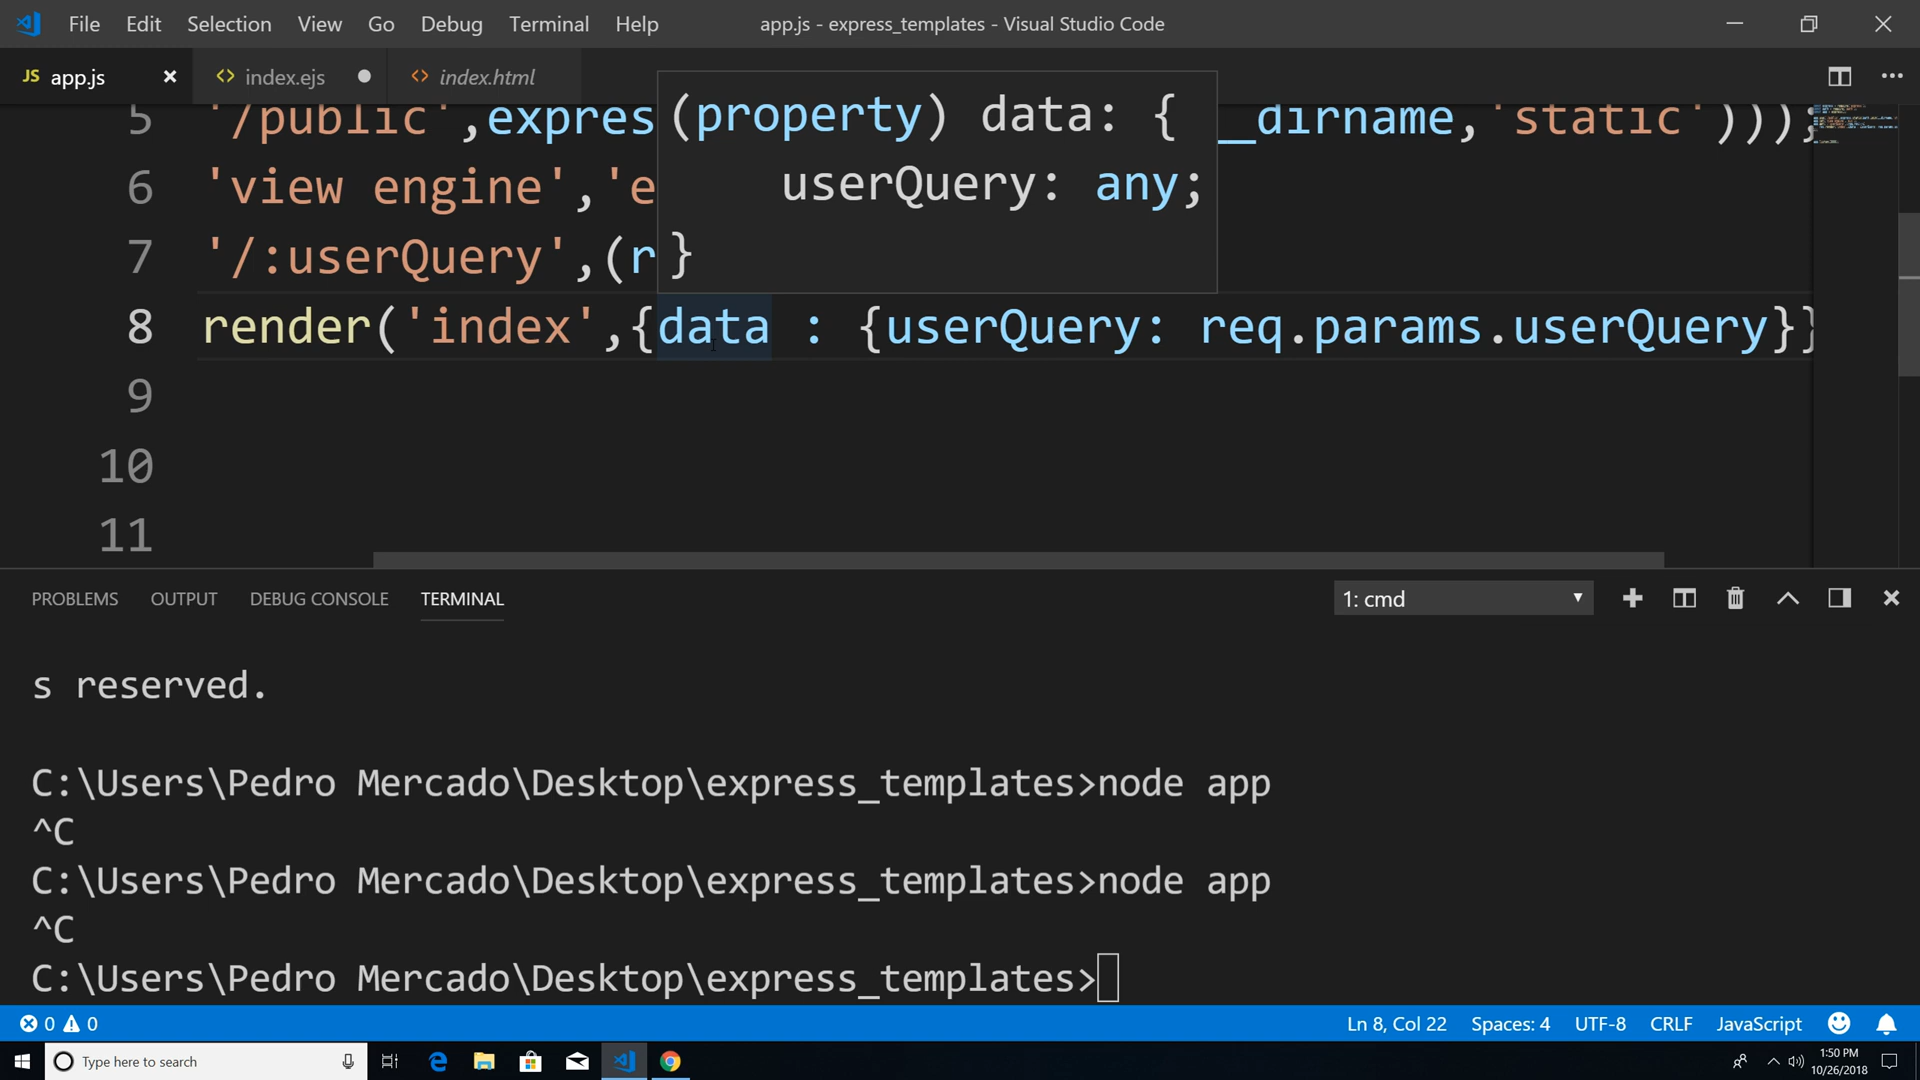 File Edit Selection View Go Debug Terminal Help app.js - express_templates - Visual Studio Code
JS app.js index.ejs index.html
(property) data: {
userQuery: any;
}
5 '/public',expres __dirname,'static')));
6 'view engine','e
7 '/:userQuery',(r
8 render('index',{data : {userQuery: req.params.userQuery}}
9
10
11
PROBLEMS OUTPUT DEBUG CONSOLE TERMINAL 1: cmd
s reserved.
C:\Users\Pedro Mercado\Desktop\express_templates>node app
^C
C:\Users\Pedro Mercado\Desktop\express_templates>node app
^C
C:\Users\Pedro Mercado\Desktop\express_templates>
0 0 Ln 8, Col 22 Spaces: 4 UTF-8 CRLF JavaScript
Type here to search 1:50 PM
10/26/2018